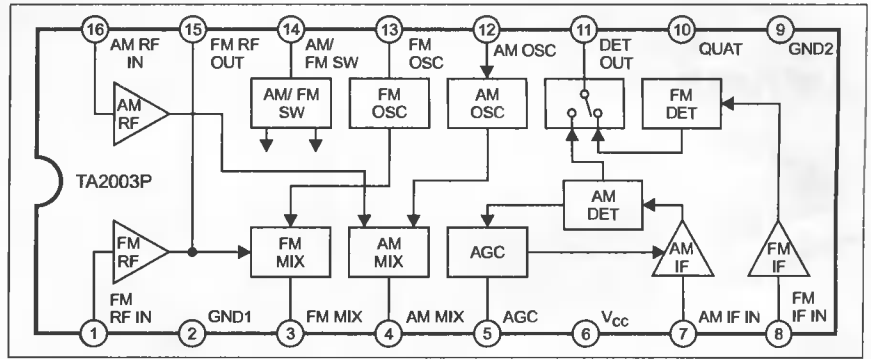 16 15 14 13 12 11 10 9
AM RF IN
FM RF OUT
AM/ FM SW
FM OSC
AM OSC
DET OUT
QUAT
GND2
AM RF
AM/ FM SW
FM OSC
AM OSC
FM DET
TA2003P
AM DET
FM RF
FM MIX
AM MIX
AGC
AM IF
FM IF
FM RF IN
GND1
FM MIX
AM MIX
AGC
VCC
AM IF IN
FM IF IN
1 2 3 4 5 6 7 8